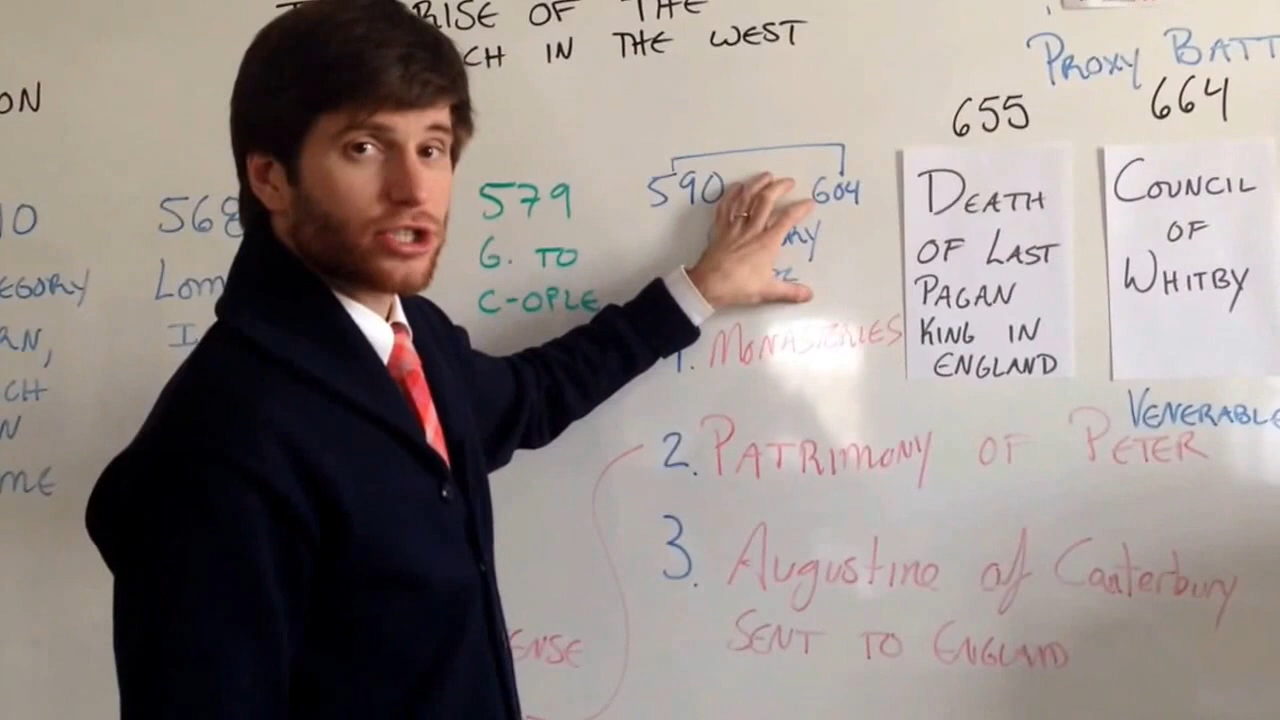 RISE OF THE
CH IN THE WEST
PROXY BATT
655
664
590
604
DEATH
OF LAST
PAGAN
KING IN
ENGLAND
COUNCIL
OF
WHITBY
579
G. TO
C-OPLE
568
LOM
I
ON
10
EGORY
RN,
CH
N
ME
1. MONASTERIES
VENERABLE
2. PATRIMONY OF PETER
3. Augustine of Canterbury
SENT TO ENGLAND
ENSE